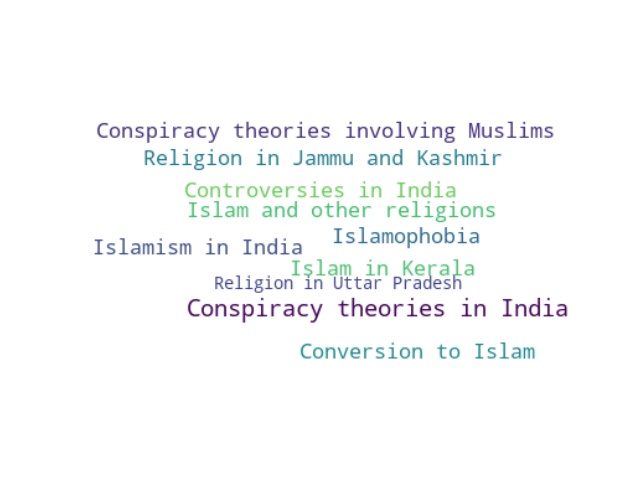 Conspiracy theories involving Muslims
Religion in Jammu and Kashmir
Controversies in India
Islam and other religions
Islamophobia
Islamism in India
Islam in Kerala
Religion in Uttar Pradesh
Conspiracy theories in India
Conversion to Islam